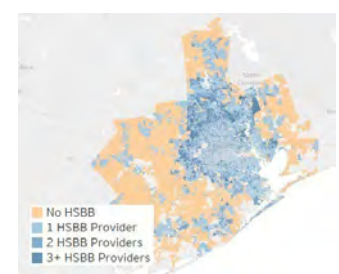 No HSBB
1 HSBB Provider
2 HSBB Providers
3+ HSBB Providers